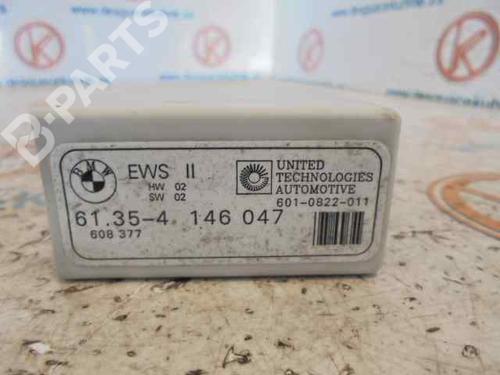 B-PARTS
BMW
EWS II
HW 02
SW 02
UNITED
TECHNOLOGIES
AUTOMOTIVE
601-0822-011
61.35-4 146 047
608 377